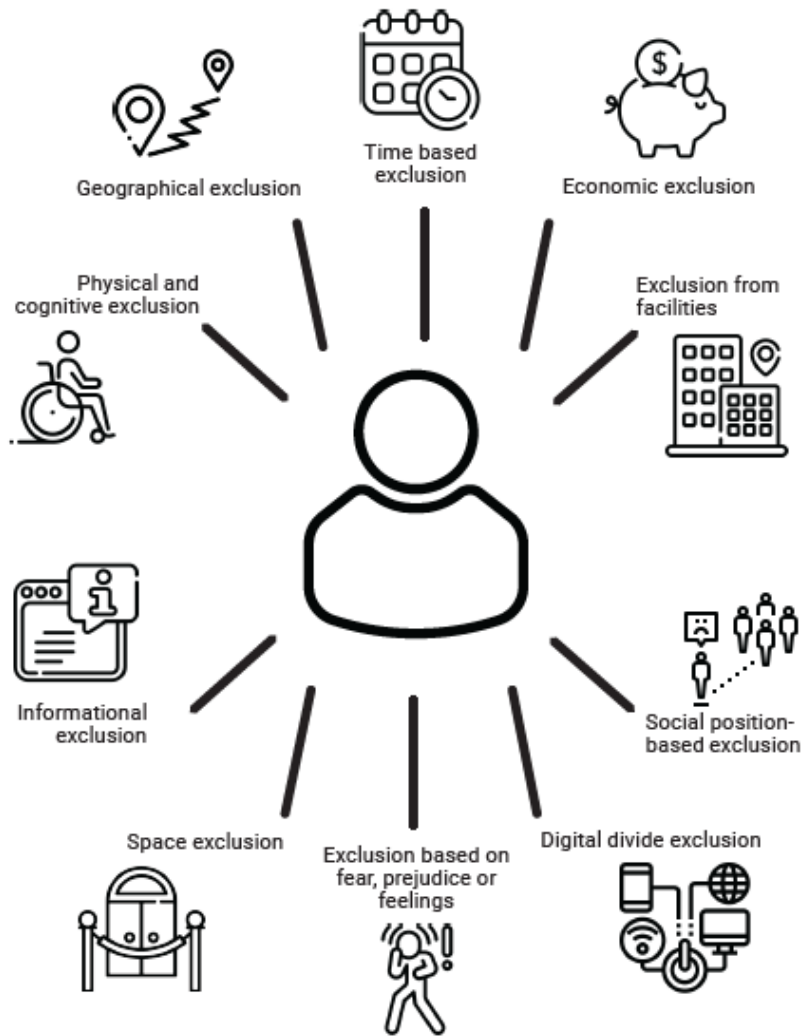 Time based
exclusion
Geographical exclusion
Economic exclusion
Physical and
cognitive exclusion
Exclusion from
facilities
Informational
exclusion
Social position-
based exclusion
Space exclusion
Exclusion based on
fear, prejudice or
feelings
Digital divide exclusion